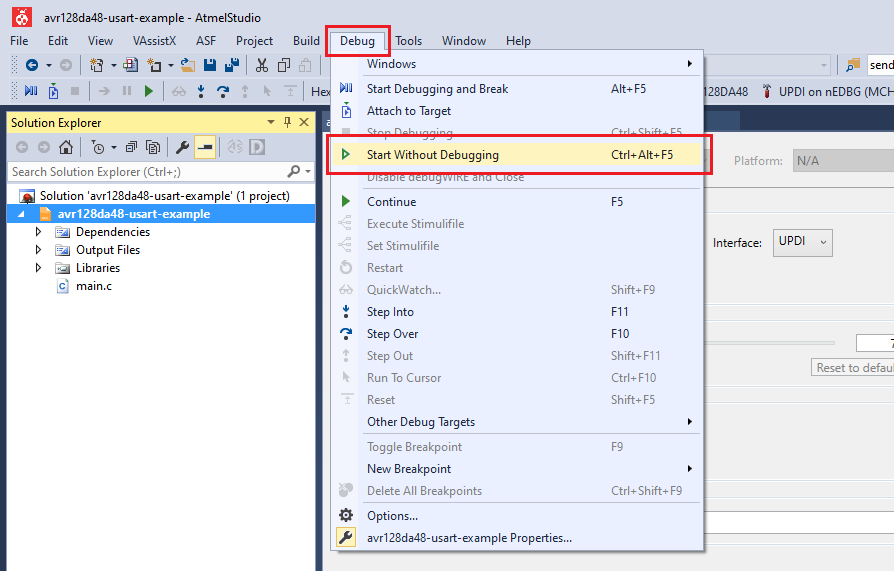 avr128da48-usart-example - AtmelStudio
File Edit View VAssistX ASF Project Build Debug Tools Window Help
send
Hex
128DA48 UPDI on nEDBG (MCH
Solution Explorer
Search Solution Explorer (Ctrl+;)
Solution 'avr128da48-usart-example' (1 project)
avr128da48-usart-example
Dependencies
Output Files
Libraries
main.c
Windows
Start Debugging and Break Alt+F5
Attach to Target
Stop Debugging Ctrl+Shift+F5
Start Without Debugging Ctrl+Alt+F5
Disable debugWIRE and Close
Continue F5
Execute Stimulifile
Set Stimulifile
Restart
QuickWatch... Shift+F9
Step Into F11
Step Over F10
Step Out Shift+F11
Run To Cursor Ctrl+F10
Reset Shift+F5
Other Debug Targets
Toggle Breakpoint F9
New Breakpoint
Delete All Breakpoints Ctrl+Shift+F9
Options...
avr128da48-usart-example Properties...
Platform: N/A
Interface: UPDI
Reset to defau